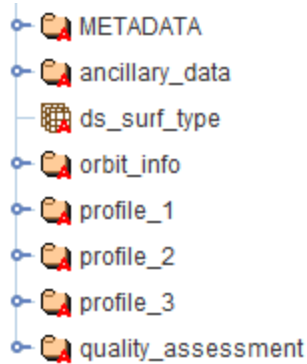 METADATA
ancillary_data
ds_surf_type
orbit_info
profile_1
profile_2
profile_3
quality_assessment